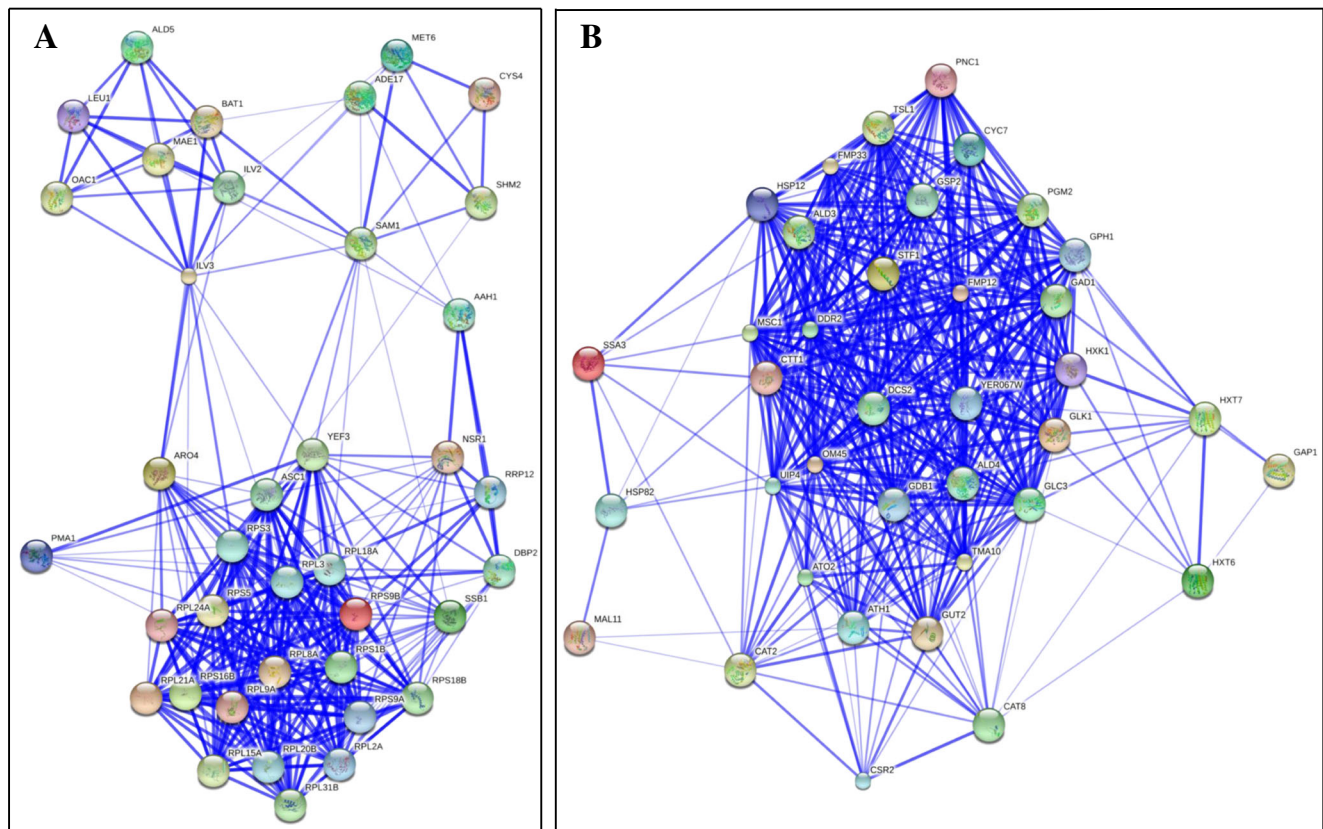 A
ALD5
MET6
ADE17
CYS4
LEU1
BAT1
MAE1
ILV2
OAC1
SHM2
SAM1
ILV3
AAH1
YEF3
NSR1
ARO4
ASC1
RRP12
PMA1
RPS3
RPL18A
DBP2
RPL3
RPS5
RPS9B
SSB1
RPL24A
RPL8A
RPS1B
RPL21A
RPS16B
RPL9A
RPS18B
RPS9A
RPL15A
RPL20B
RPL2A
RPL31B
B
PNC1
TSL1
CYC7
FMP33
HSP12
GSP2
PGM2
ALD3
GPH1
STF1
FMP12
GAD1
MSC1
DDR2
SSA3
CTT1
HXK1
DCS2
YER067W
HXT7
GLK1
GAP1
OM45
UIP4
ALD4
HSP82
GDB1
GLC3
TMA10
ATO2
HXT6
MAL11
ATH1
GUT2
CAT2
CAT8
CSR2